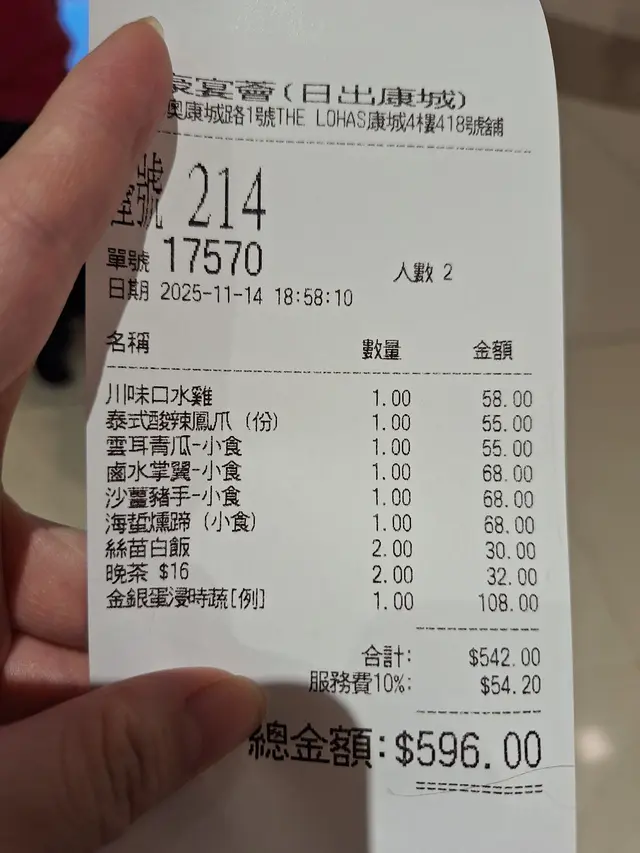 宴薈(日出康城)
澳康城路1號THE LOHAS康城4樓418號舖
號 214
單號 17570
人數 2
日期 2025-11-14 18:58:10
名稱 數量 金額
川味口水雞 1.00 58.00
泰式酸辣鳳爪 (份) 1.00 55.00
雲耳青瓜-小食 1.00 55.00
鹵水掌翼-小食 1.00 68.00
沙薑豬手-小食 1.00 68.00
海蜇燻蹄 (小食) 1.00 68.00
絲苗白飯 2.00 30.00
晚茶 $16 2.00 32.00
金銀蛋浸時蔬[例] 1.00 108.00
合計: $542.00
服務費10%: $54.20
總金額:$596.00